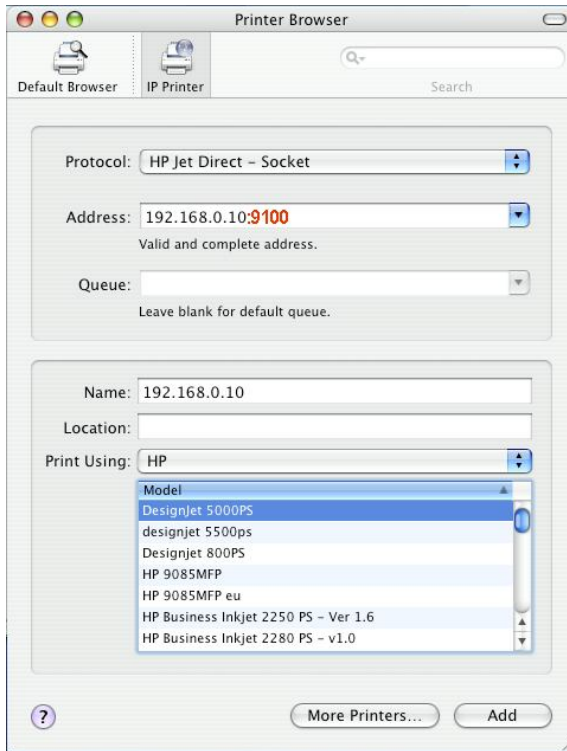 Printer Browser
Default Browser
IP Printer
Search
Protocol: HP Jet Direct – Socket
Address: 192.168.0.10:9100
Valid and complete address.
Queue:
Leave blank for default queue.
Name: 192.168.0.10
Location:
Print Using: HP
Model
DesignJet 5000PS
designjet 5500ps
Designjet 800PS
HP 9085MFP
HP 9085MFP eu
HP Business Inkjet 2250 PS – Ver 1.6
HP Business Inkjet 2280 PS – v1.0
?
More Printers...
Add